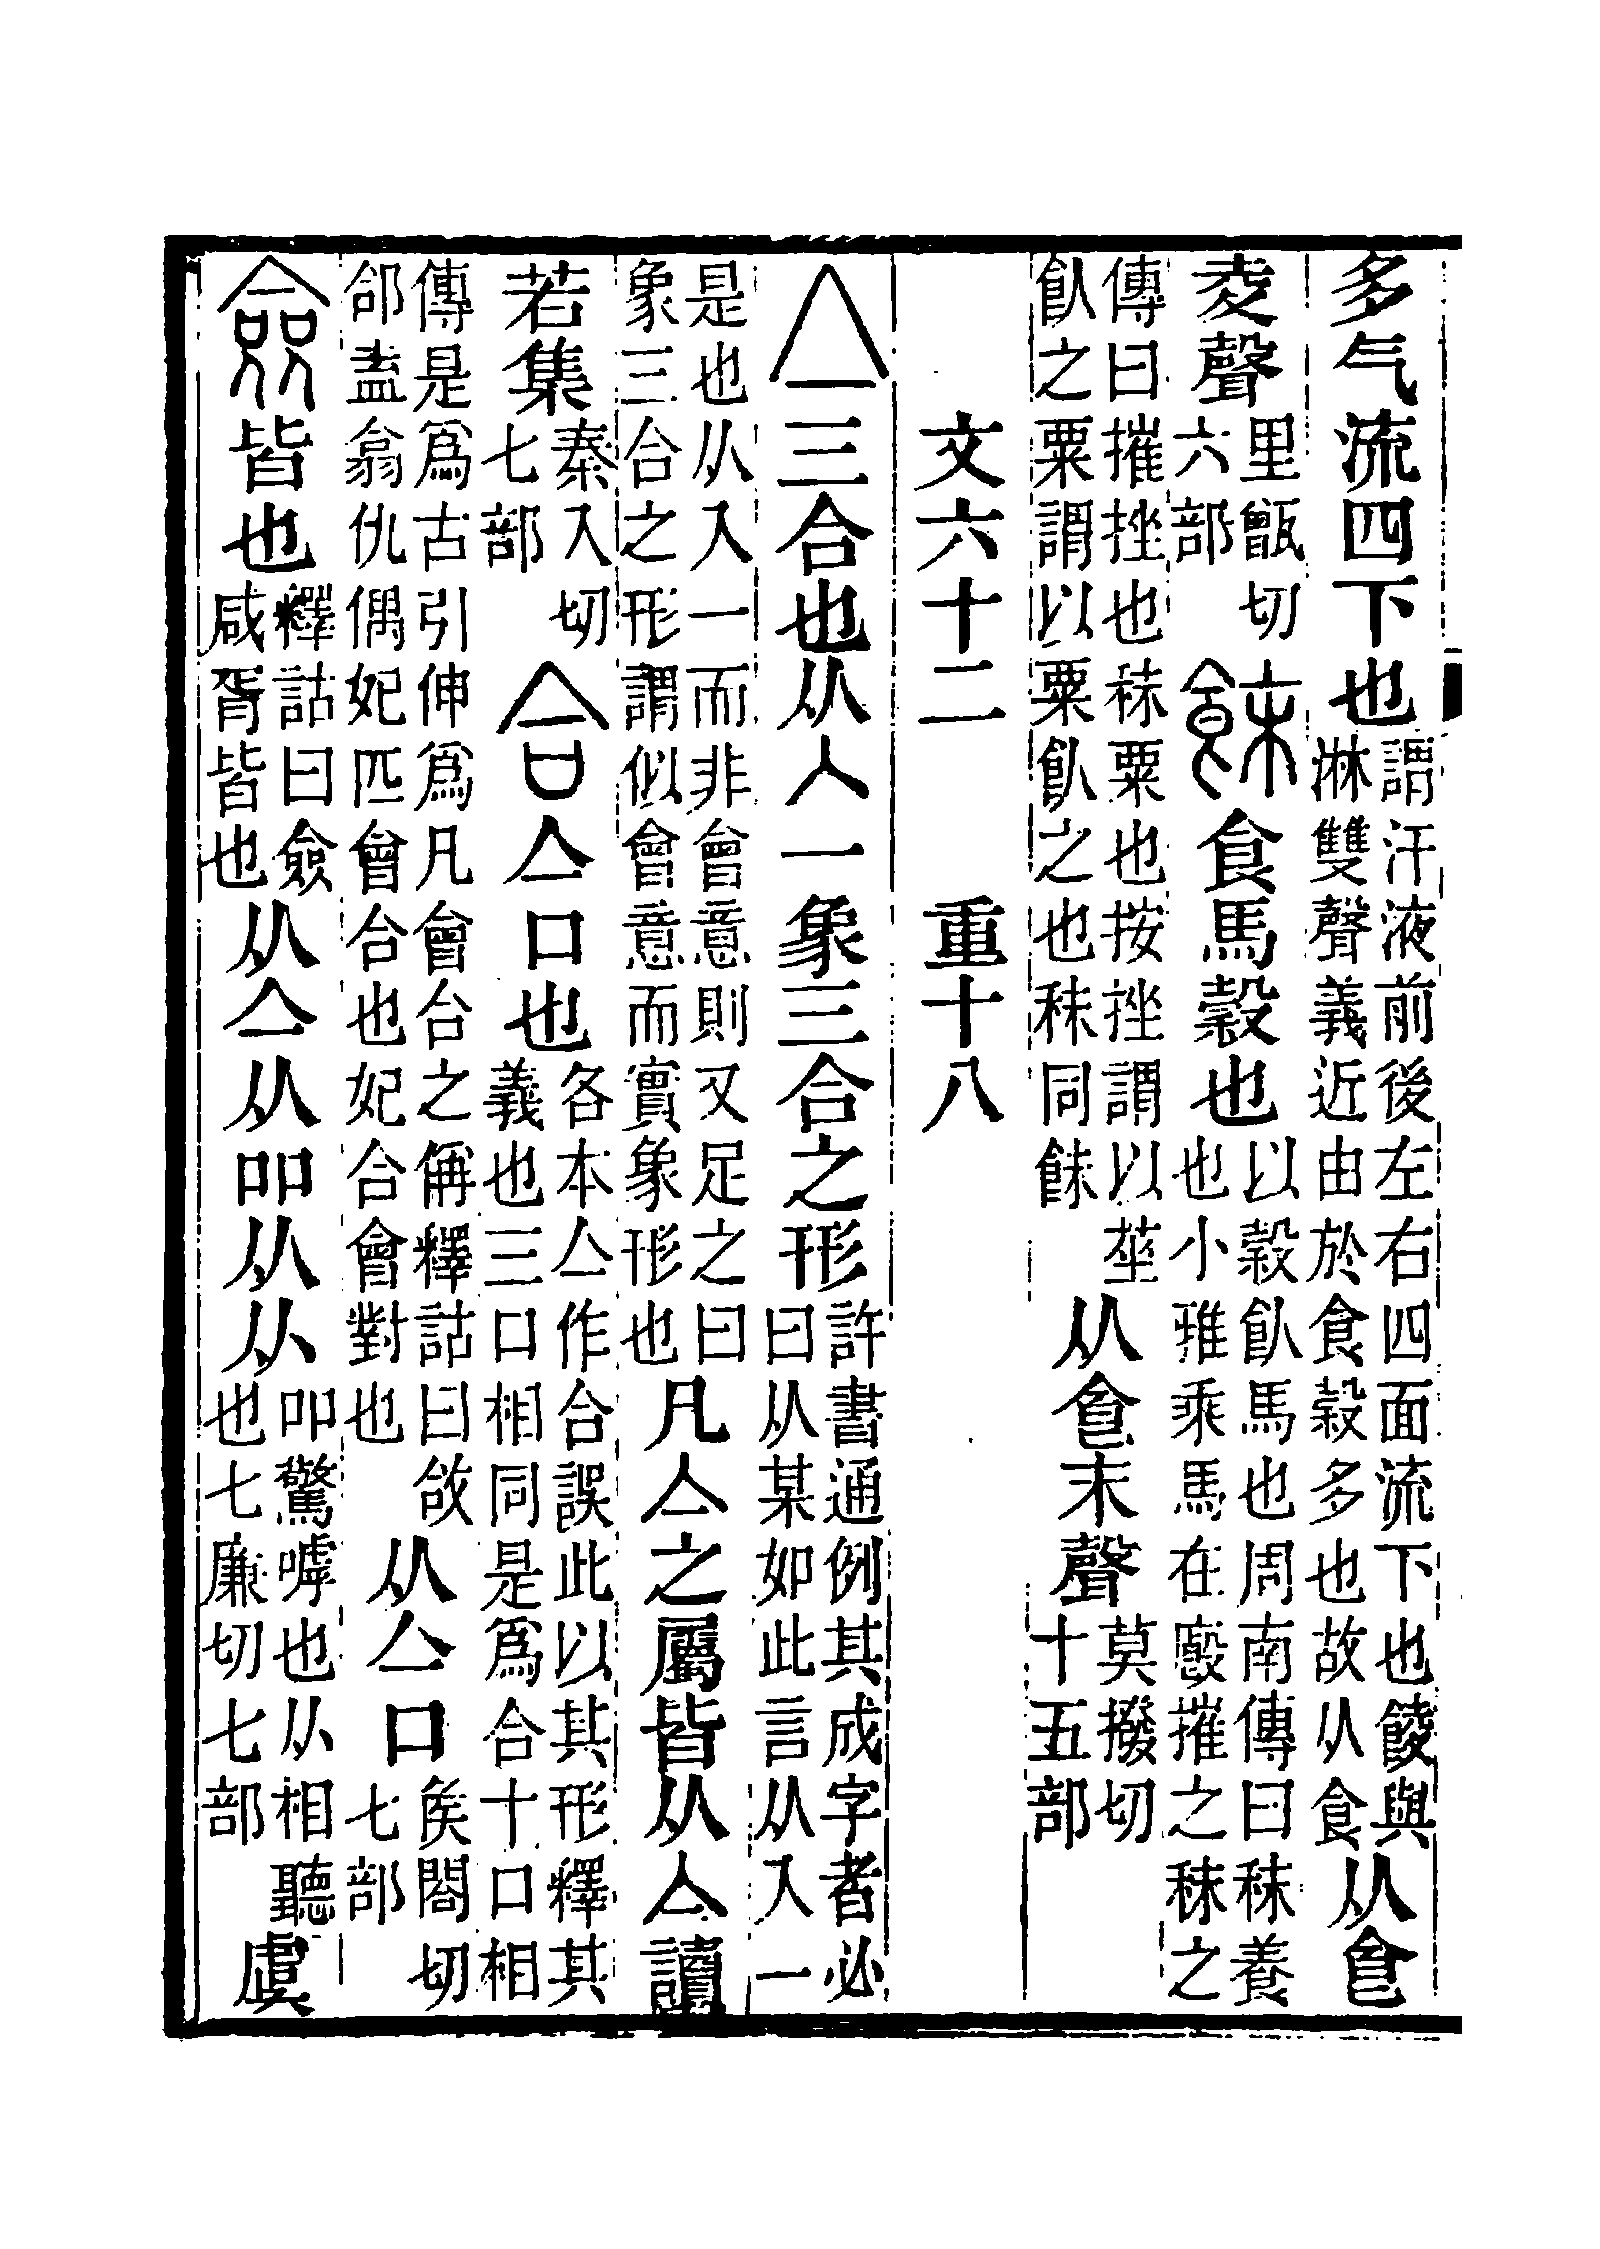 多气流四下也謂汗液前後左右四面流下也䬋與淋雙聲義近由於食穀多也故从食从食
夌聲里甑切六部䬴食馬穀也以穀飤馬也周南傳曰秣養也小雅乘馬在廄摧之秣之
傳曰摧挫也秣粟也按挫謂以莝飤之粟謂以粟飤之也秣同䬴从食末聲莫撥切十五部
文六十二　重十八
亼三合也从入一象三合之形許書通例其成字者必曰从某如此言从入一
是也从入一而非會意則又足之曰象三合之形謂似會意而實象形也凡亼之屬皆从亼讀
若集秦入切七部合亼口也各本亼作合誤此以其形釋其義也三口相同是爲合十口相
傳是爲古引伸爲凡會合之偁釋詁曰敆郃盍翕仇偶妃匹會合也妃合會對也从亼口矦閤切七部
僉皆也釋詁曰僉咸胥皆也从亼从吅从从吅驚嘑也从相聽也七廉切七部虞